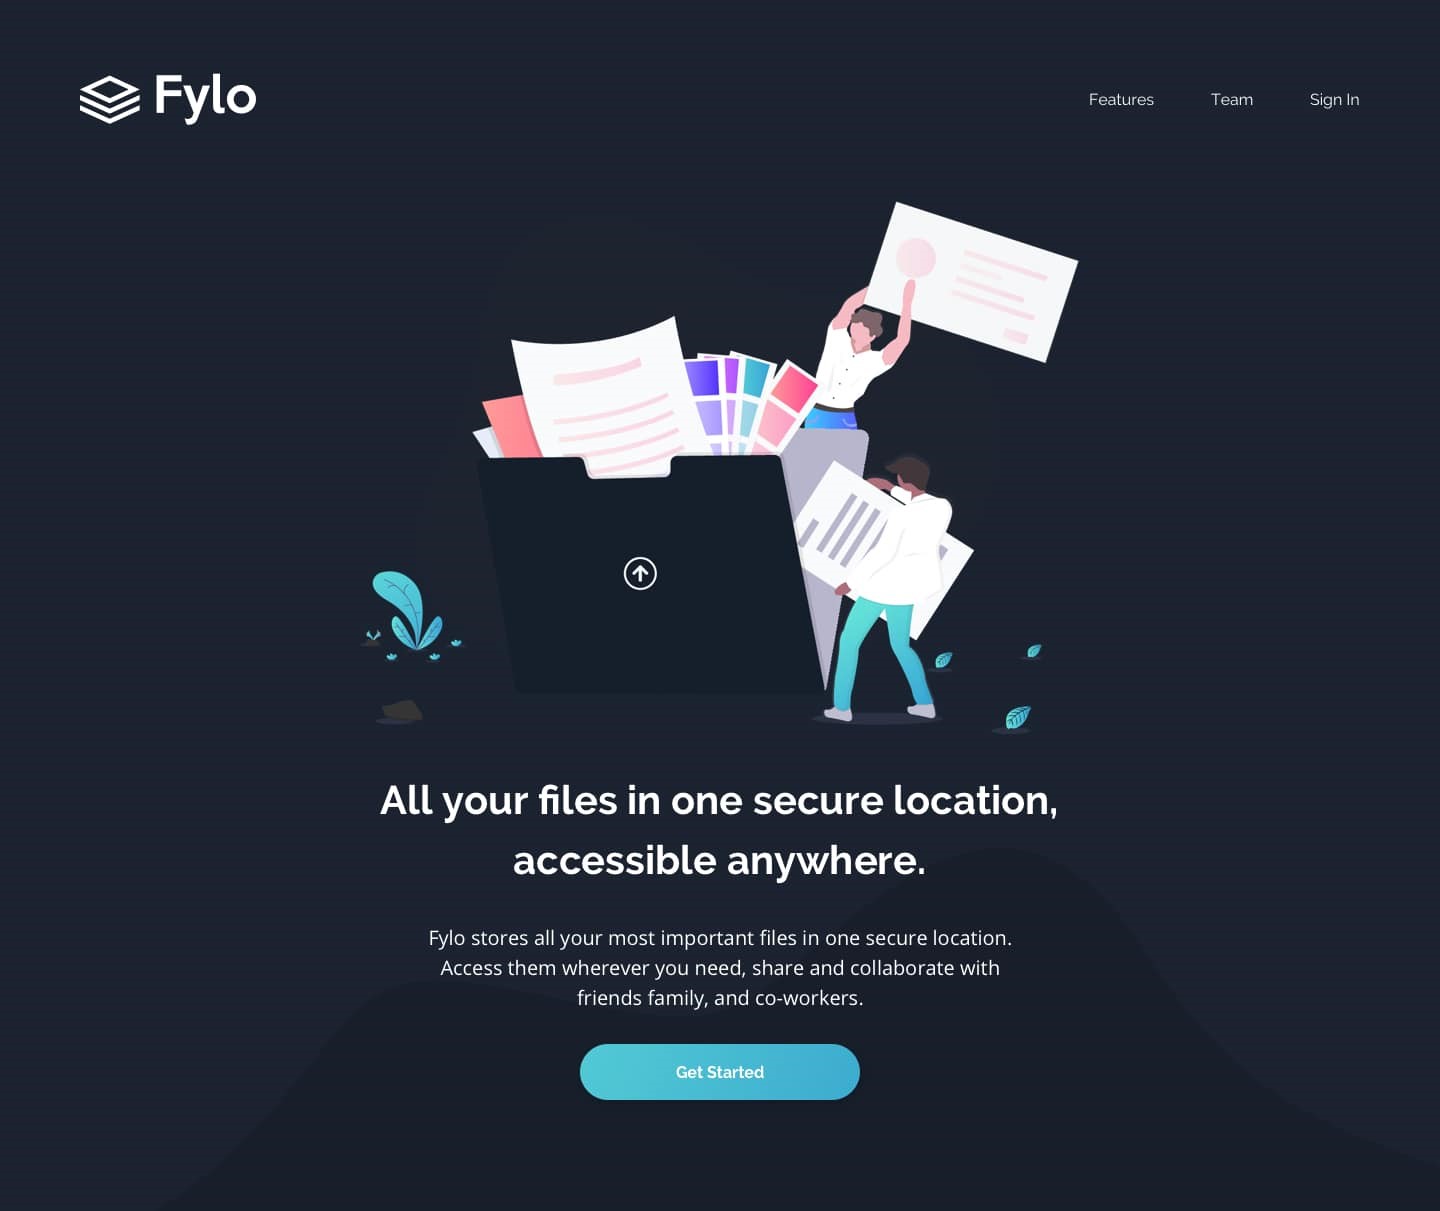 Fylo
Features
Team
Sign In
All your files in one secure location,
accessible anywhere.
Fylo stores all your most important files in one secure location.
Access them wherever you need, share and collaborate with
friends family, and co-workers.
Get Started